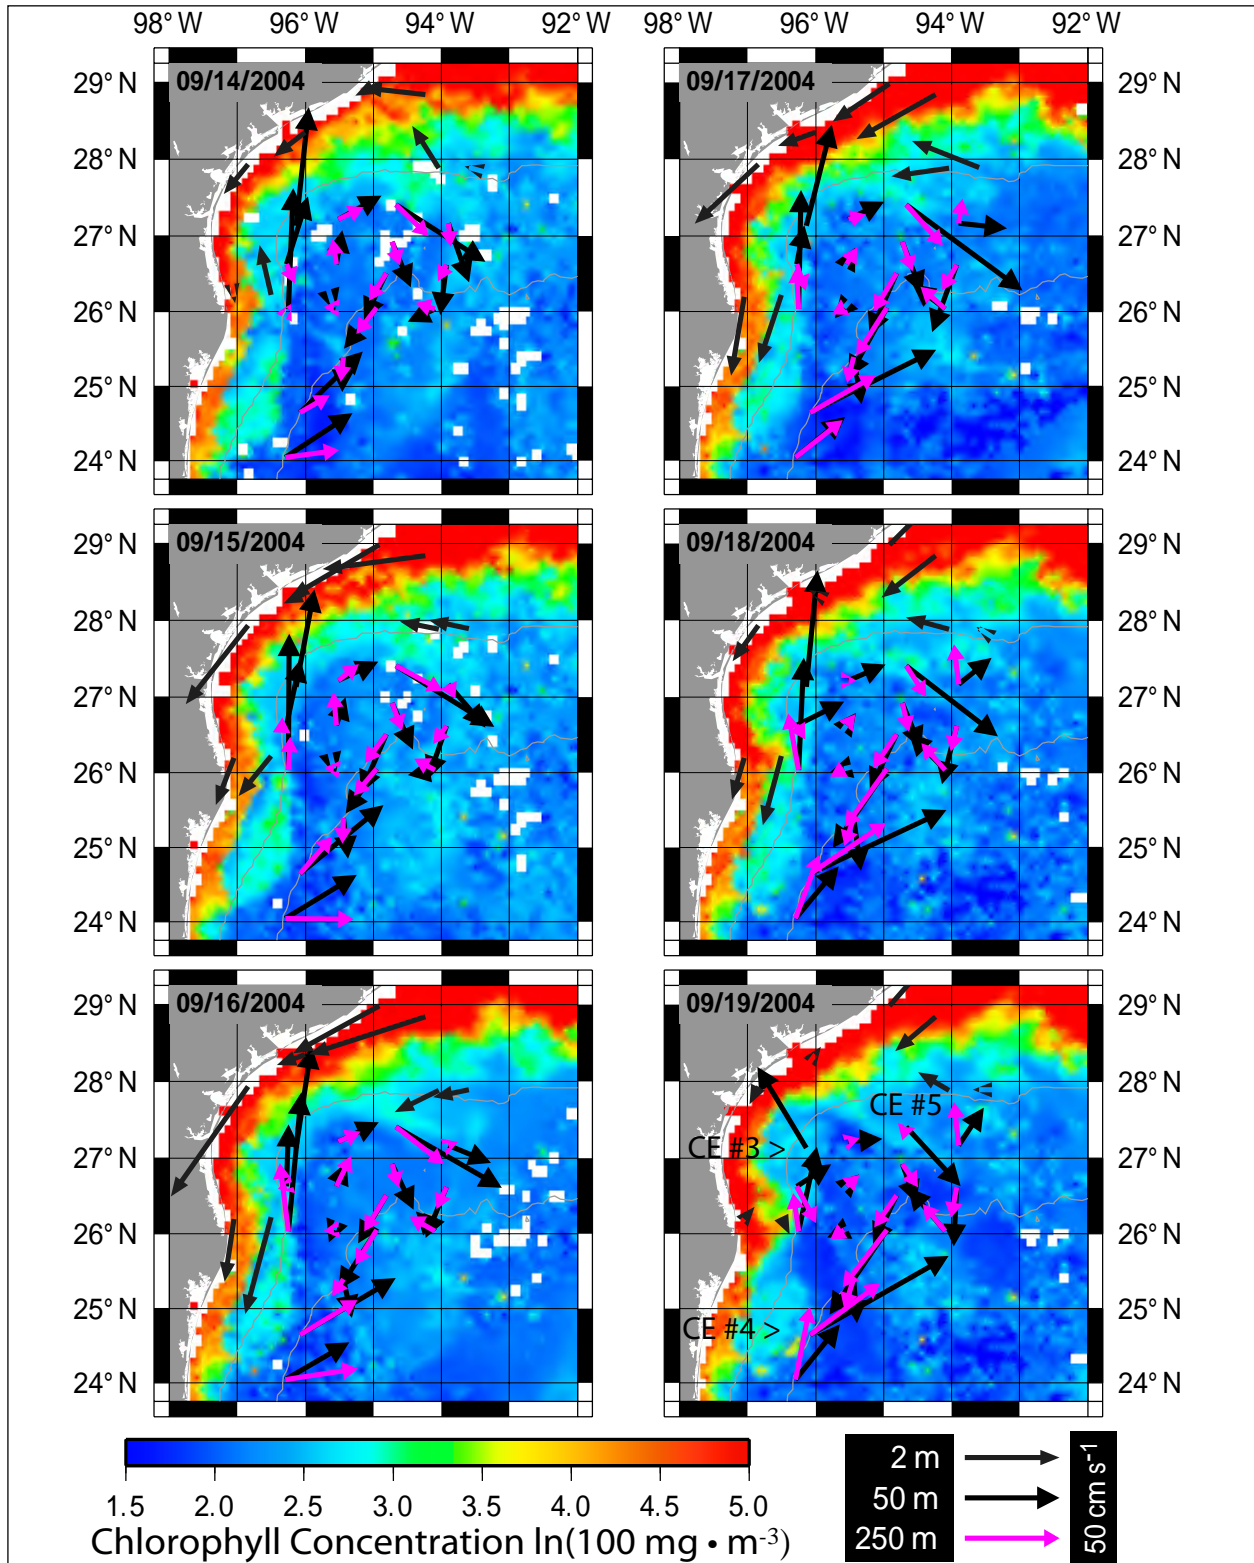 98° W 96° W 94° W 98° W 96° W 94° W 92° W
09/14/2004
29° N
28° N
27° N
26° N
25° N
24° N
09/17/2004
29° N
28° N
27° N
26° N
25° N
24° N
09/15/2004
29° N
28° N
27° N
26° N
25° N
24° N
09/18/2004
29° N
28° N
27° N
26° N
25° N
24° N
09/16/2004
29° N
28° N
27° N
26° N
25° N
24° N
09/19/2004
29° N
28° N
27° N
26° N
25° N
24° N
CE #5
CE #3 >
CE #4 >
1.5 2.0 2.5 3.0 3.5 4.0 4.5 5.0
Chlorophyll Concentration ln(100 mg • m⁻³)
2 m
50 m
250 m
50 cm s⁻¹